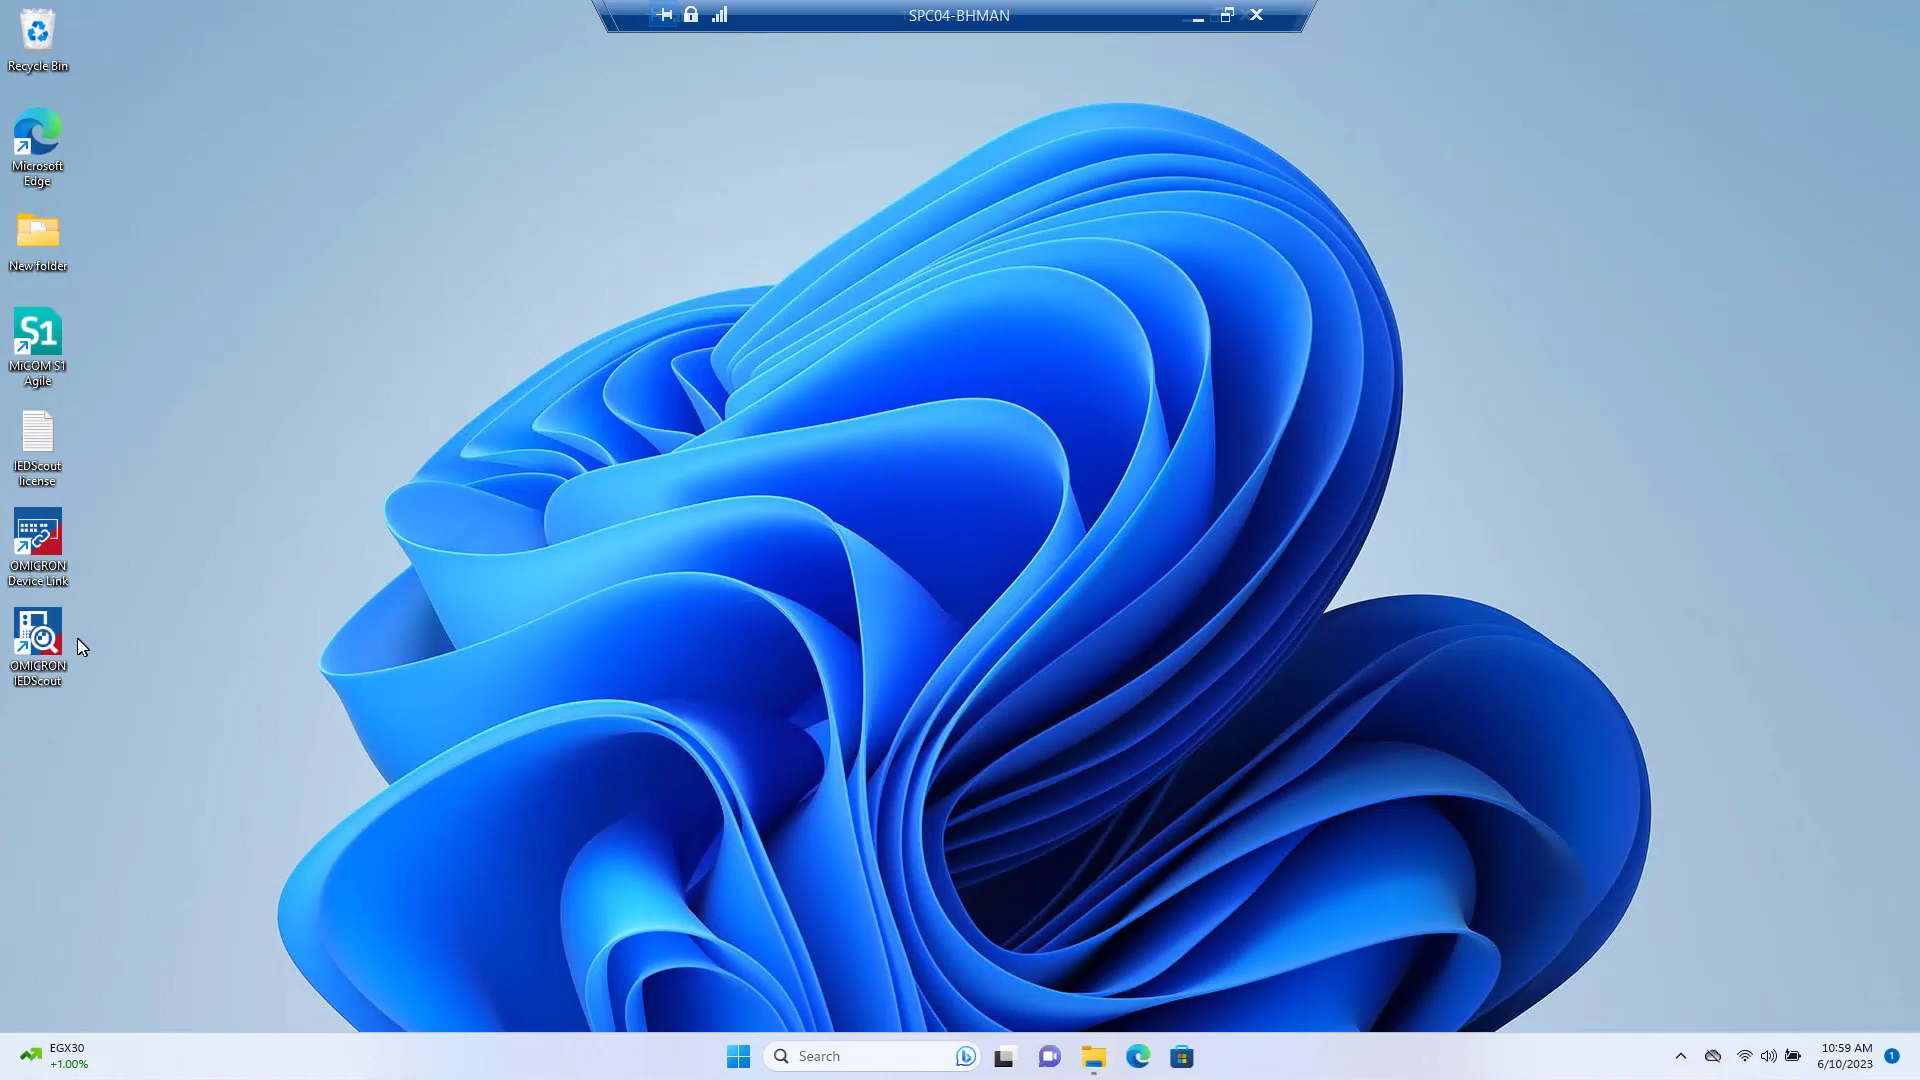 SPC04-BHMAN
Recycle Bin
Microsoft
Edge
New folder
S1
MiCOM S1
Agile
IEDScout
license
OMICRON
Device Link
OMICRON
IEDScout
EGX30
+1.00%
Search
10:59 AM
6/10/2023
1